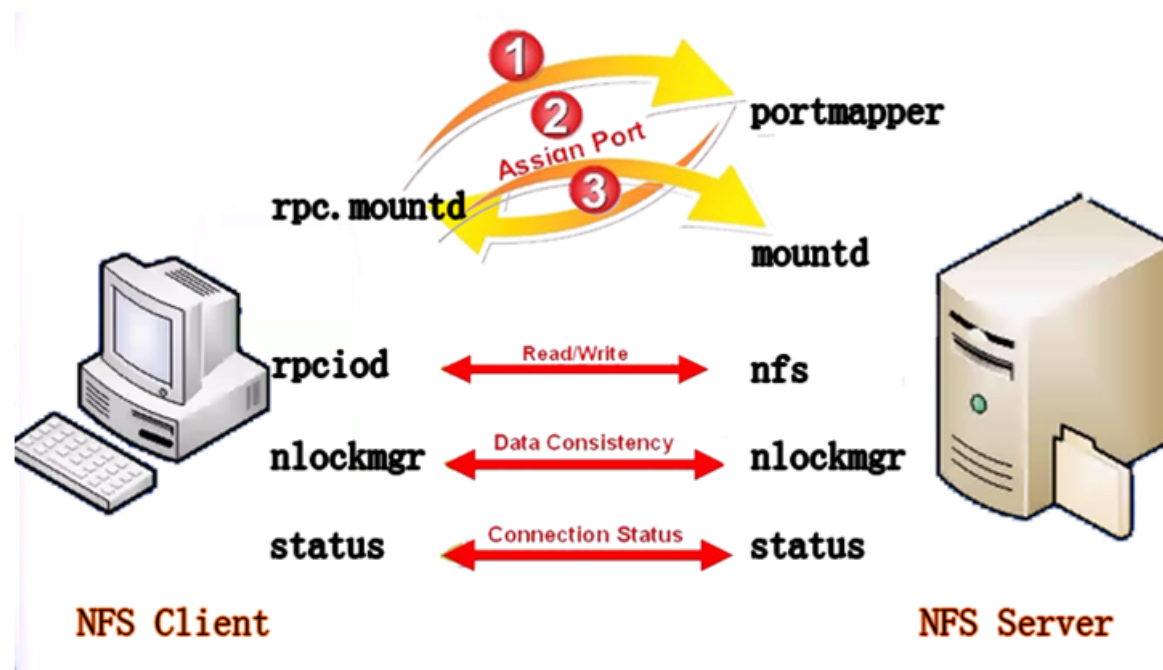 1
2
portmapper
Assian Port
3
rpc.mountd
mountd
rpciod
Read/Write
nfs
nlockmgr
Data Consistency
nlockmgr
status
Connection Status
status
NFS Client
NFS Server